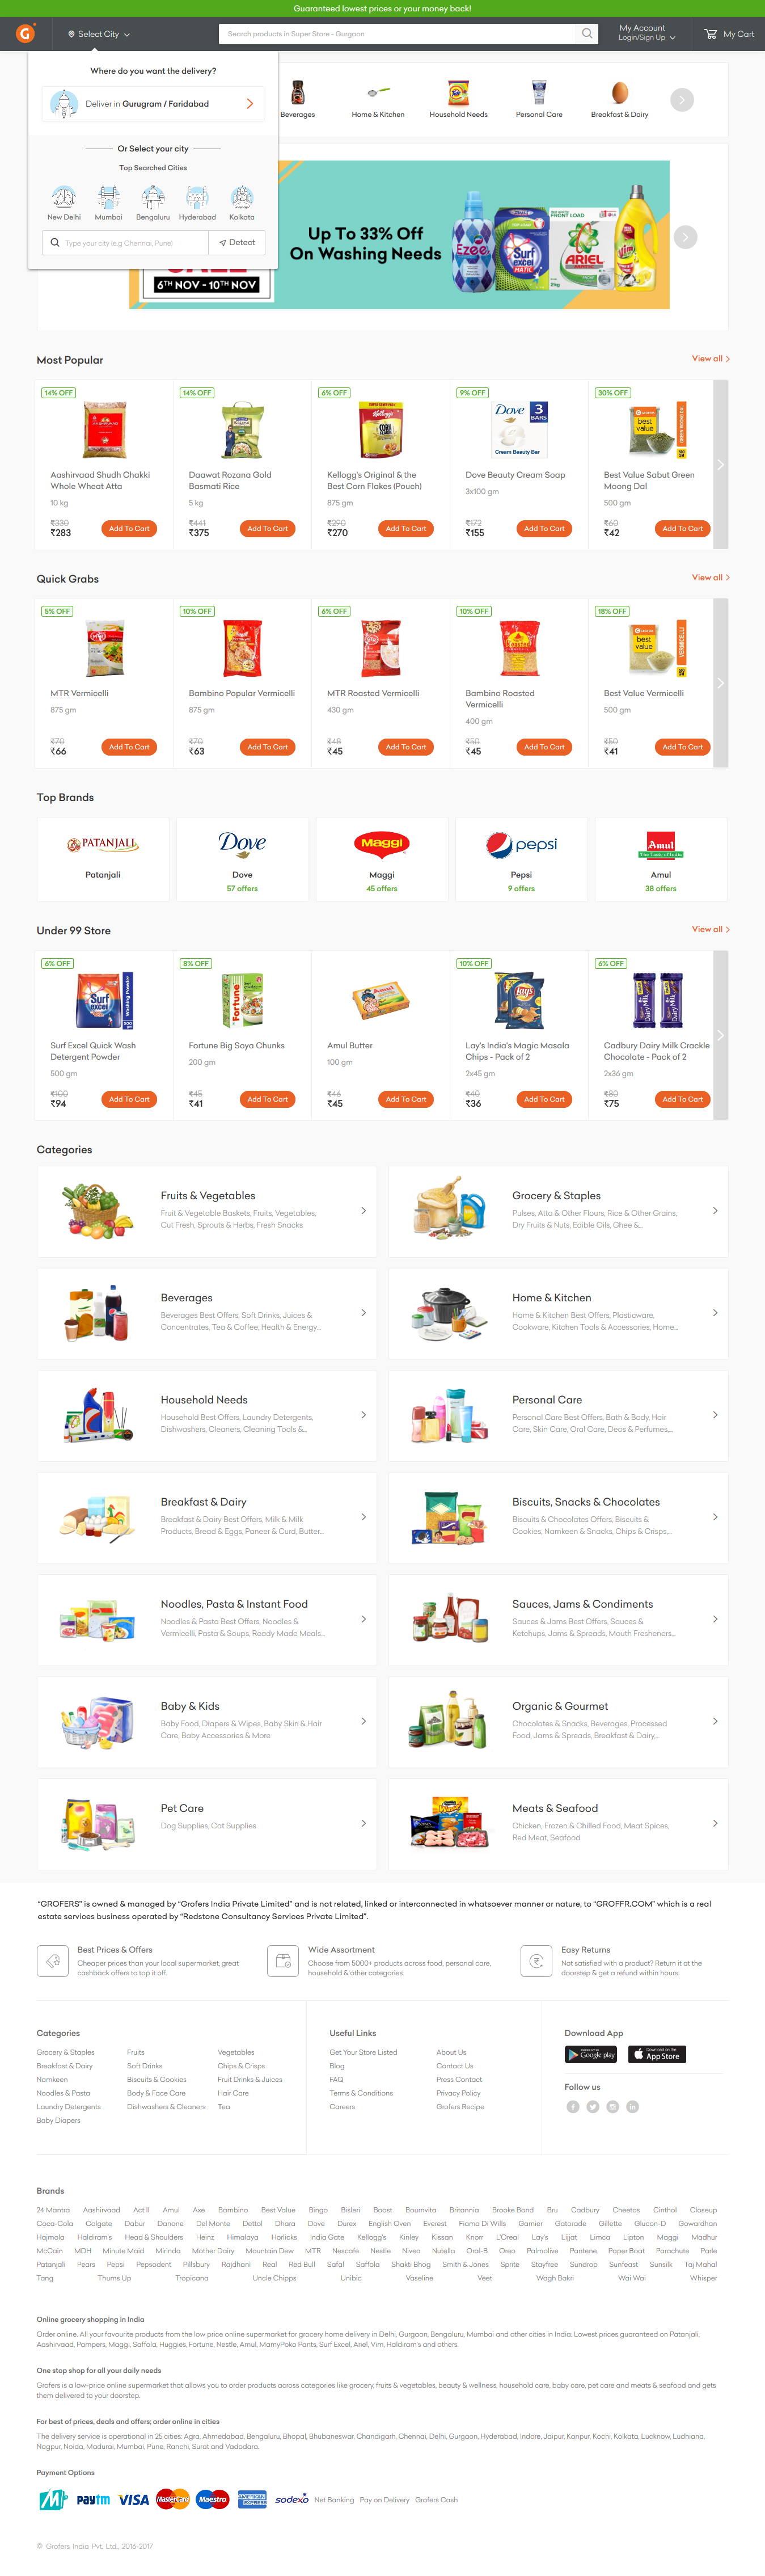 Guaranteed lowest prices or your money back!
G
Select City
Search products in Super Store - Gurgaon
My Account
Login/Sign Up
My Cart
Where do you want the delivery?
Deliver in Gurugram / Faridabad
Or Select your city
Top Searched Cities
New Delhi Mumbai Bengaluru Hyderabad Kolkata
Type your city (e.g Chennai, Pune)
Detect
Beverages Home & Kitchen Household Needs Personal Care Breakfast & Dairy
Up To 33% Off
On Washing Needs
6TH NOV - 10TH NOV
Ezee
Surf excel MATIC
FRONT LOAD
ARIEL
Most Popular
View all
14% OFF 14% OFF 6% OFF 9% OFF 30% OFF
Dove 3 BARS
Cream Beauty Bar
best value
Aashirvaad Shudh Chakki Whole Wheat Atta
10 kg
₹330
₹283
Add To Cart
Daawat Rozana Gold Basmati Rice
5 kg
₹441
₹375
Add To Cart
Kellogg's Original & the Best Corn Flakes (Pouch)
875 gm
₹290
₹270
Add To Cart
Dove Beauty Cream Soap
3x100 gm
₹172
₹155
Add To Cart
Best Value Sabut Green Moong Dal
500 gm
₹60
₹42
Add To Cart
Quick Grabs
View all
5% OFF 10% OFF 6% OFF 10% OFF 18% OFF
best value
VERMICELLI
MTR Vermicelli
875 gm
₹70
₹66
Add To Cart
Bambino Popular Vermicelli
875 gm
₹70
₹63
Add To Cart
MTR Roasted Vermicelli
430 gm
₹48
₹45
Add To Cart
Bambino Roasted Vermicelli
400 gm
₹50
₹45
Add To Cart
Best Value Vermicelli
500 gm
₹50
₹41
Add To Cart
Top Brands
PATANJALI
Patanjali
Dove
Dove
57 offers
Maggi
Maggi
45 offers
pepsi
Pepsi
9 offers
Amul
The Taste of India
Amul
38 offers
Under 99 Store
View all
6% OFF 8% OFF 10% OFF 6% OFF
Surf excel
Washing Powder
Fortune
Amul
Lay's
Dairy Milk
Surf Excel Quick Wash Detergent Powder
500 gm
₹100
₹94
Add To Cart
Fortune Big Soya Chunks
200 gm
₹45
₹41
Add To Cart
Amul Butter
100 gm
₹46
₹45
Add To Cart
Lay's India's Magic Masala Chips - Pack of 2
2x45 gm
₹40
₹36
Add To Cart
Cadbury Dairy Milk Crackle Chocolate - Pack of 2
2x36 gm
₹80
₹75
Add To Cart
Categories
Fruits & Vegetables
Fruit & Vegetable Baskets, Fruits, Vegetables,
Cut Fresh, Sprouts & Herbs, Fresh Snacks
Grocery & Staples
Pulses, Atta & Other Flours, Rice & Other Grains,
Dry Fruits & Nuts, Edible Oils, Ghee &...
Beverages
Beverages Best Offers, Soft Drinks, Juices &
Concentrates, Tea & Coffee, Health & Energy...
Home & Kitchen
Home & Kitchen Best Offers, Plasticware,
Cookware, Kitchen Tools & Accessories, Home...
Household Needs
Household Best Offers, Laundry Detergents,
Dishwashers, Cleaners, Cleaning Tools &...
Personal Care
Personal Care Best Offers, Bath & Body, Hair
Care, Skin Care, Oral Care, Deos & Perfumes,...
Breakfast & Dairy
Breakfast & Dairy Best Offers, Milk & Milk
Products, Bread & Eggs, Paneer & Curd, Butter...
Biscuits, Snacks & Chocolates
Biscuits & Chocolates Offers, Biscuits &
Cookies, Namkeen & Snacks, Chips & Crisps,...
Noodles, Pasta & Instant Food
Noodles & Pasta Best Offers, Noodles &
Vermicelli, Pasta & Soups, Ready Made Meals...
Sauces, Jams & Condiments
Sauces & Jams Best Offers, Sauces &
Ketchups, Jams & Spreads, Mouth Fresheners...
Baby & Kids
Baby Food, Diapers & Wipes, Baby Skin & Hair
Care, Baby Accessories & More
Organic & Gourmet
Chocolates & Snacks, Beverages, Processed
Food, Jams & Spreads, Breakfast & Dairy,...
Pet Care
Dog Supplies, Cat Supplies
Meats & Seafood
Chicken, Frozen & Chilled Food, Meat Spices,
Red Meat, Seafood
"GROFERS" is owned & managed by "Grofers India Private Limited" and is not related, linked or interconnected in whatsoever manner or nature, to "GROFFR.COM" which is a real
estate services business operated by "Redstone Consultancy Services Private Limited".
Best Prices & Offers
Cheaper prices than your local supermarket, great
cashback offers to top it off.
Wide Assortment
Choose from 5000+ products across food, personal care,
household & other categories.
Easy Returns
Not satisfied with a product? Return it at the
doorstep & get a refund within hours.
Categories
Grocery & Staples Fruits Vegetables
Breakfast & Dairy Soft Drinks Chips & Crisps
Namkeen Biscuits & Cookies Fruit Drinks & Juices
Noodles & Pasta Body & Face Care Hair Care
Laundry Detergents Dishwashers & Cleaners Tea
Baby Diapers
Useful Links
Get Your Store Listed About Us
Blog Contact Us
FAQ Press Contact
Terms & Conditions Privacy Policy
Careers Grofers Recipe
Download App
Google play
Download on the App Store
Follow us
Brands
24 Mantra Aashirvaad Act II Amul Axe Bambino Best Value Bingo Bisleri Boost Bournvita Britannia Brooke Bond Bru Cadbury Cheetos Cinthol Closeup
Coca-Cola Colgate Dabur Danone Del Monte Dettol Dhara Dove Durex English Oven Everest Fiama Di Wills Garnier Gatorade Gillette Glucon-D Gowardhan
Hajmola Haldiram's Head & Shoulders Heinz Himalaya Horlicks India Gate Kellogg's Kinley Kissan Knorr L'Oreal Lay's Lijjat Limca Lipton Maggi Madhur
McCain MDH Minute Maid Mirinda Mother Dairy Mountain Dew MTR Nescafe Nestle Nivea Nutella Oral-B Oreo Palmolive Pantene Paper Boat Parachute Parle
Patanjali Pears Pepsi Pepsodent Pillsbury Rajdhani Real Red Bull Safal Saffola Shakti Bhog Smith & Jones Sprite Stayfree Sundrop Sunfeast Sunsilk Taj Mahal
Tang Thums Up Tropicana Uncle Chipps Unibic Vaseline Veet Wagh Bakri Wai Wai Whisper
Online grocery shopping in India
Order online. All your favourite products from the low price online supermarket for grocery home delivery in Delhi, Gurgaon, Bengaluru, Mumbai and other cities in India. Lowest prices guaranteed on Patanjali,
Aashirvaad, Pampers, Maggi, Saffola, Huggies, Fortune, Nestle, Amul, MamyPoko Pants, Surf Excel, Ariel, Vim, Haldiram's and others.
One stop shop for all your daily needs
Grofers is a low-price online supermarket that allows you to order products across categories like grocery, fruits & vegetables, beauty & wellness, household care, baby care, pet care and meats & seafood and gets
them delivered to your doorstep.
For best of prices, deals and offers; order online in cities
The delivery service is operational in 25 cities: Agra, Ahmedabad, Bengaluru, Bhopal, Bhubaneswar, Chandigarh, Chennai, Delhi, Gurgaon, Hyderabad, Indore, Jaipur, Kanpur, Kochi, Kolkata, Lucknow, Ludhiana,
Nagpur, Noida, Madurai, Mumbai, Pune, Ranchi, Surat and Vadodara.
Payment Options
Paytm VISA MasterCard Maestro AMERICAN EXPRESS sodexo Net Banking Pay on Delivery Grofers Cash
© Grofers India Pvt. Ltd., 2016-2017